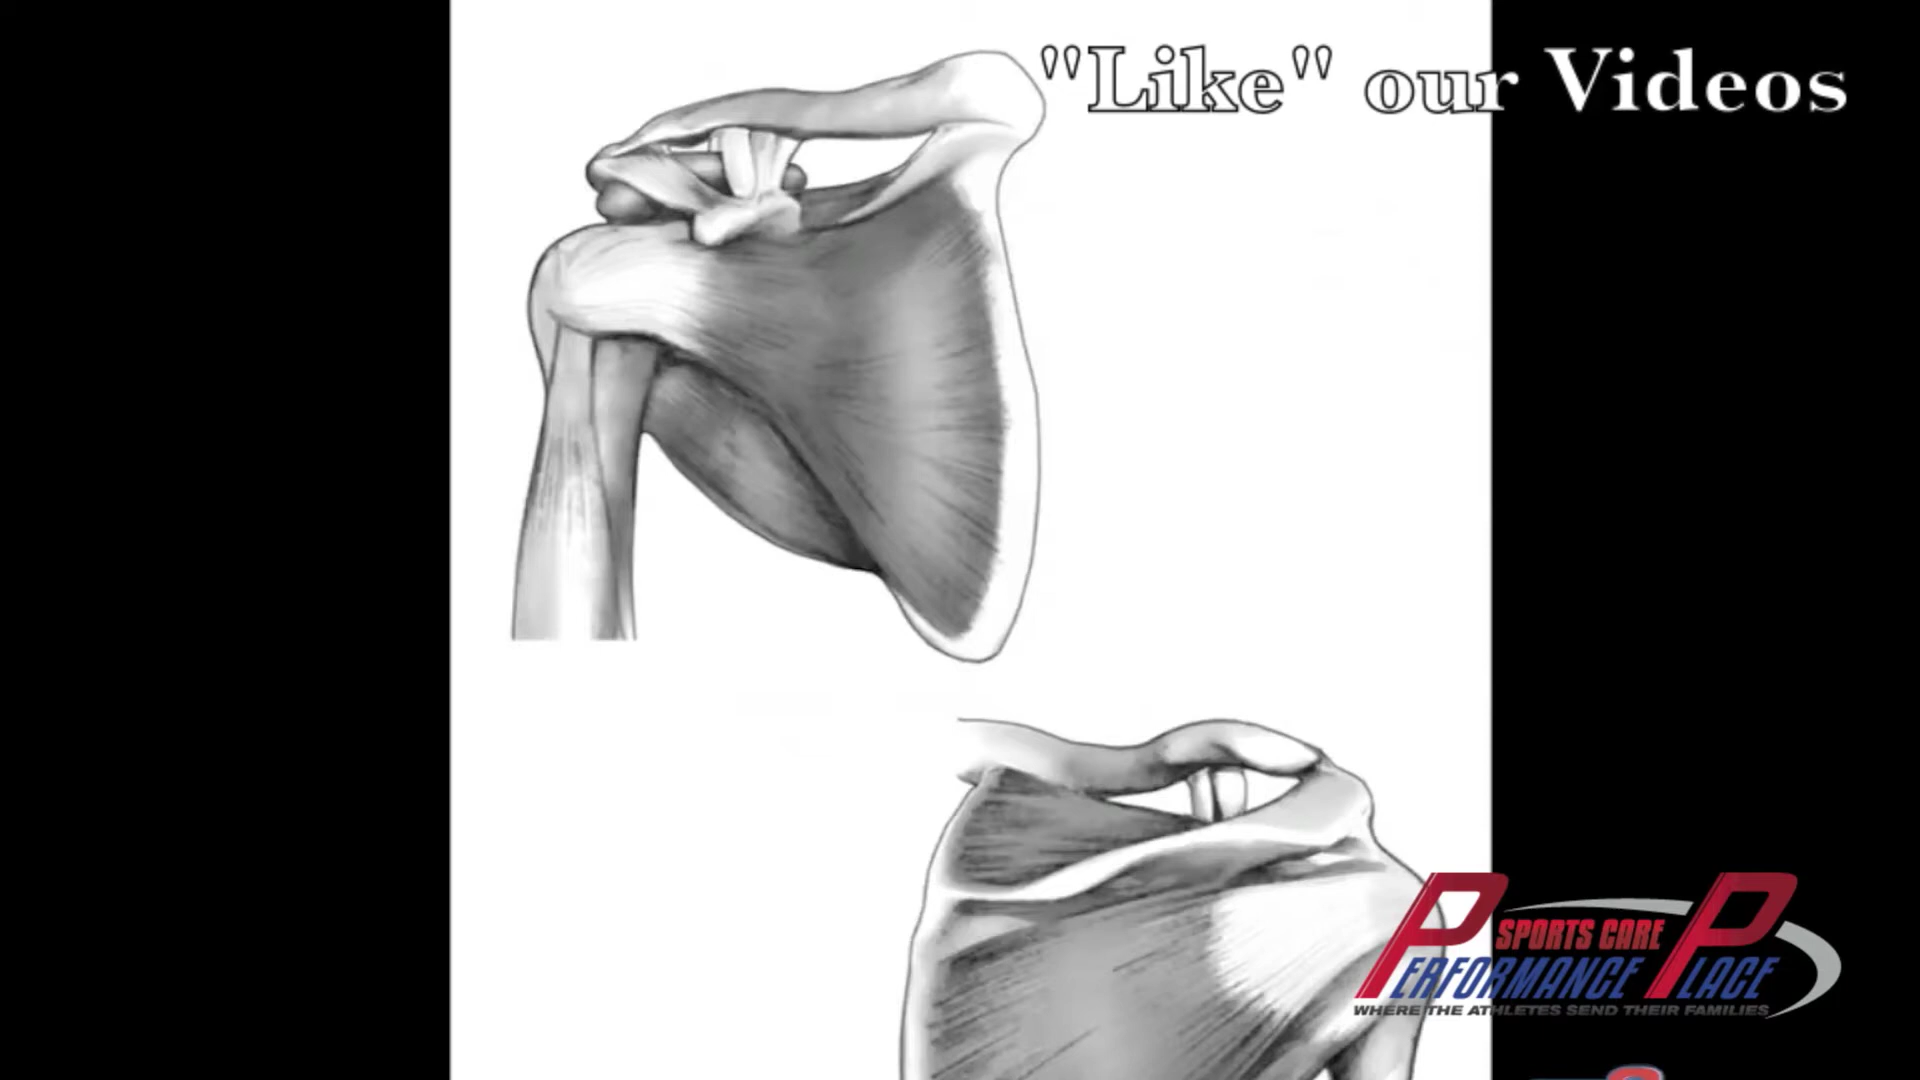 "Like" our Videos
SPORTS CARE
PERFORMANCE PLACE
WHERE THE ATHLETES SEND THEIR FAMILIES